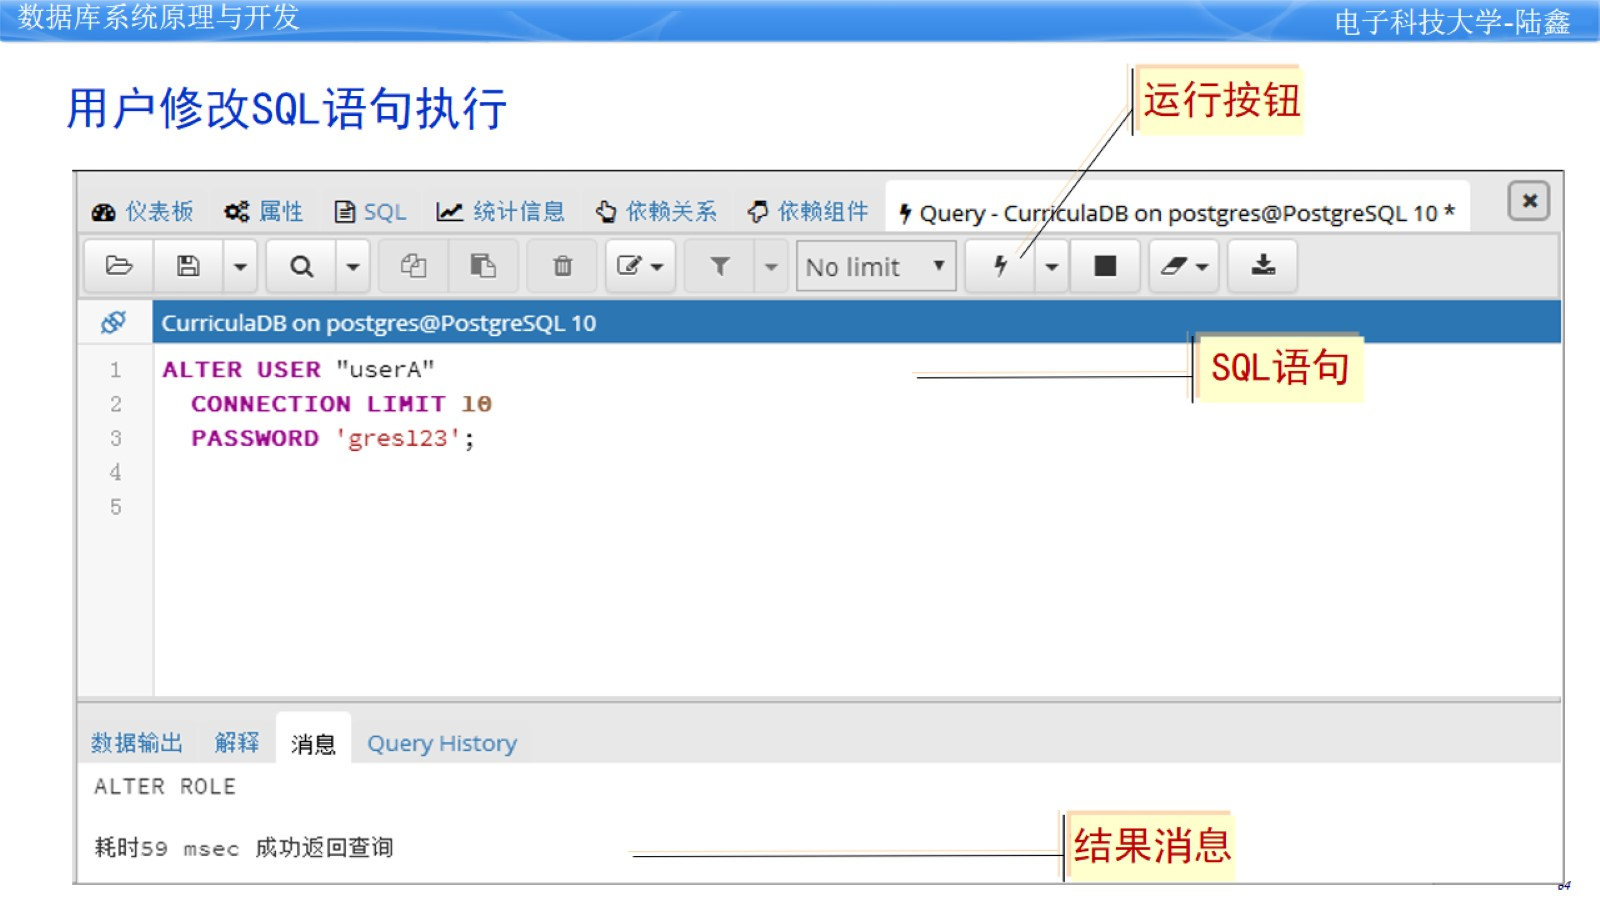 数据库系统原理与开发
电子科技大学-陆鑫
用户修改SQL语句执行
运行按钮
仪表板 属性 SQL 统计信息 依赖关系 依赖组件 Query - CurriculaDB on postgres@PostgreSQL 10 *
No limit
CurriculaDB on postgres@PostgreSQL 10
SQL语句
1 ALTER USER "userA"
2 CONNECTION LIMIT 10
3 PASSWORD 'gres123';
4
5
数据输出 解释 消息 Query History
ALTER ROLE
耗时59 msec 成功返回查询
结果消息
64